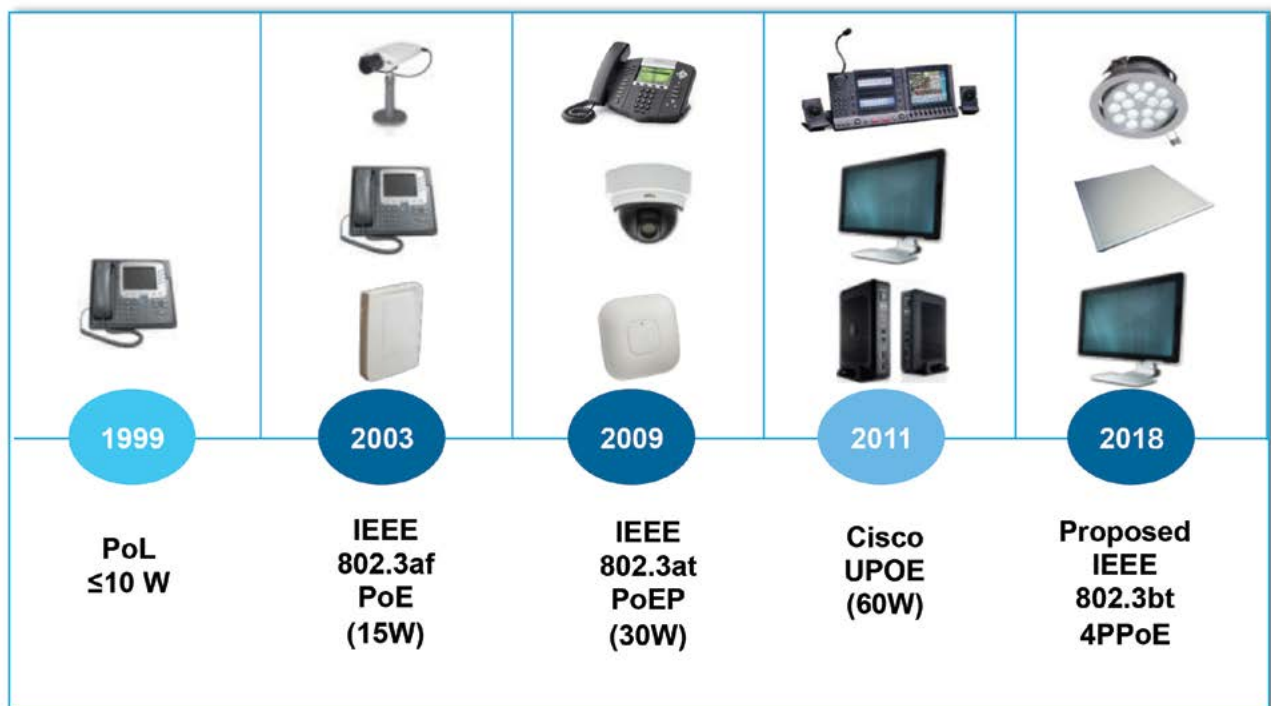 1999
2003
2009
2011
2018
PoL
≤10 W
IEEE
802.3af
PoE
(15W)
IEEE
802.3at
PoEP
(30W)
Cisco
UPOE
(60W)
Proposed
IEEE
802.3bt
4PPoE